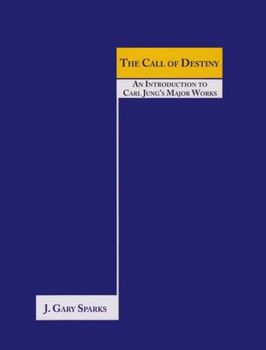 The Call of Destiny
An Introduction to
Carl Jung's Major Works
J. Gary Sparks